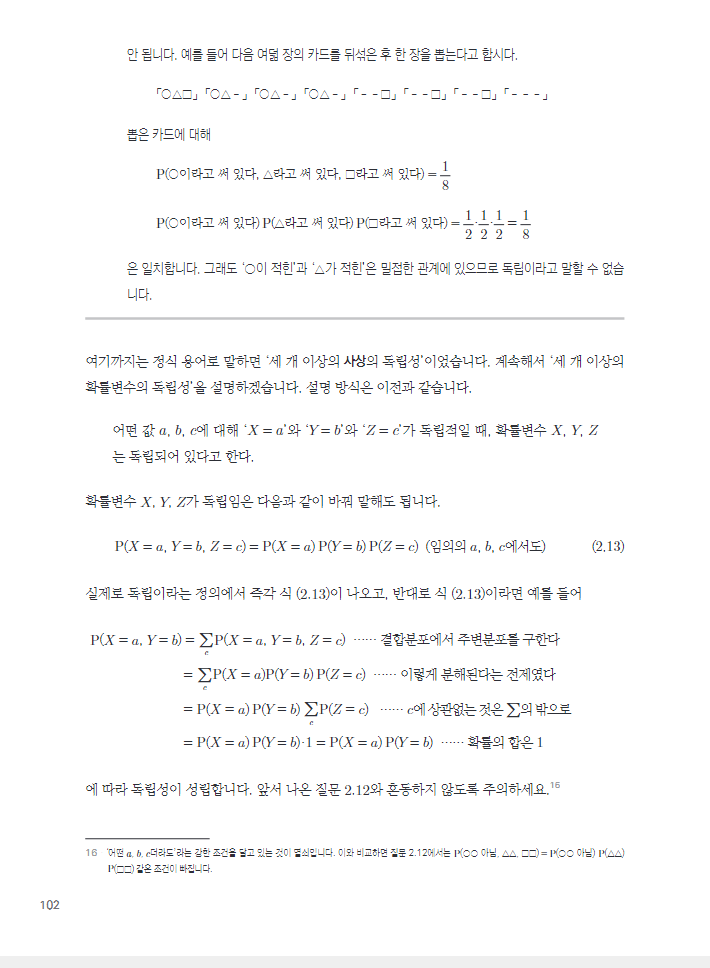 안 됩니다. 예를 들어 다음 여덟 장의 카드를 뒤섞은 후 한 장을 뽑는다고 합시다.
「○△□」「○△-」「○△-」「○△-」「--□」「--□」「--□」「---」
뽑은 카드에 대해
P(○이라고 써 있다, △라고 써 있다, □라고 써 있다) = 1/8
P(○이라고 써 있다) P(△라고 써 있다) P(□라고 써 있다) = 1/2 · 1/2 · 1/2 = 1/8
은 일치합니다. 그래도 ‘○이 적힌’과 ‘△가 적힌’은 밀접한 관계에 있으므로 독립이라고 말할 수 없습
니다.
여기까지는 정식 용어로 말하면 ‘세 개 이상의 사상의 독립성’이었습니다. 계속해서 ‘세 개 이상의
확률변수의 독립성’을 설명하겠습니다. 설명 방식은 이전과 같습니다.
어떤 값 a, b, c에 대해 ‘X = a’와 ‘Y = b’와 ‘Z = c’가 독립적일 때, 확률변수 X, Y, Z
는 독립되어 있다고 한다.
확률변수 X, Y, Z가 독립임은 다음과 같이 바꿔 말해도 됩니다.
P(X = a, Y = b, Z = c) = P(X = a) P(Y = b) P(Z = c) (임의의 a, b, c에서도) (2.13)
실제로 독립이라는 정의에서 즉각 식 (2.13)이 나오고, 반대로 식 (2.13)이라면 예를 들어
P(X = a, Y = b) = ∑c P(X = a, Y = b, Z = c) ⋯⋯ 결합분포에서 주변분포를 구한다
= ∑c P(X = a)P(Y = b) P(Z = c) ⋯⋯ 이렇게 분해된다는 전제였다
= P(X = a) P(Y = b) ∑c P(Z = c) ⋯⋯ c에 상관없는 것은 ∑의 밖으로
= P(X = a) P(Y = b)·1 = P(X = a) P(Y = b) ⋯⋯ 확률의 합은 1
에 따라 독립성이 성립합니다. 앞서 나온 질문 2.12와 혼동하지 않도록 주의하세요.16
16 ‘어떤 a, b, c더라도’라는 강한 조건을 달고 있는 것이 열쇠입니다. 이와 비교하면 질문 2.12에서는 P(○○ 아님, △△, □□) = P(○○ 아님) P(△△)
P(□□) 같은 조건이 빠집니다.
102